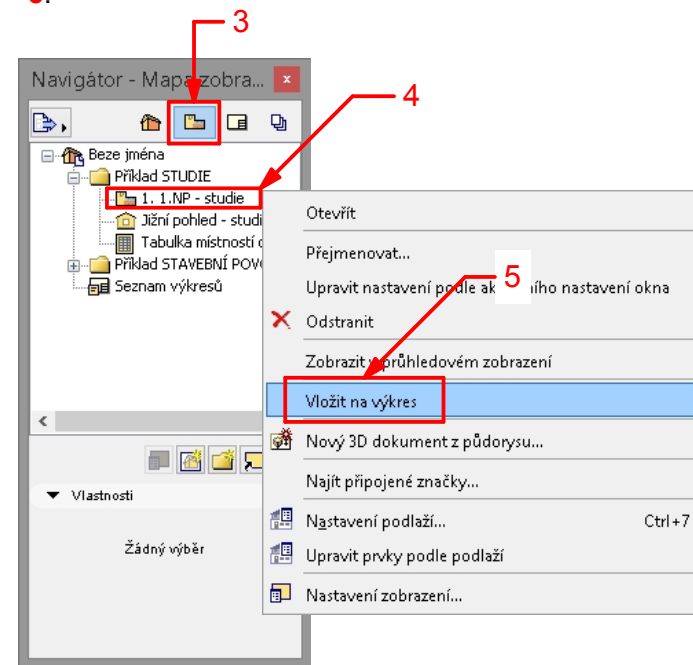 3
Navigátor - Mapa zobra...
4
Beze jména
Příklad STUDIE
1. 1.NP - studie
Jižní pohled - studi
Tabulka místností
Příklad STAVEBNÍ POV
Seznam výkresů
Otevřít
Přejmenovat...
5
Upravit nastavení podle ak ního nastavení okna
Odstranit
Zobrazit v průhledovém zobrazení
Vložit na výkres
Nový 3D dokument z půdorysu...
Najít připojené značky...
Vlastnosti
Nastavení podlaží... Ctrl+7
Žádný výběr
Upravit prvky podle podlaží
Nastavení zobrazení...